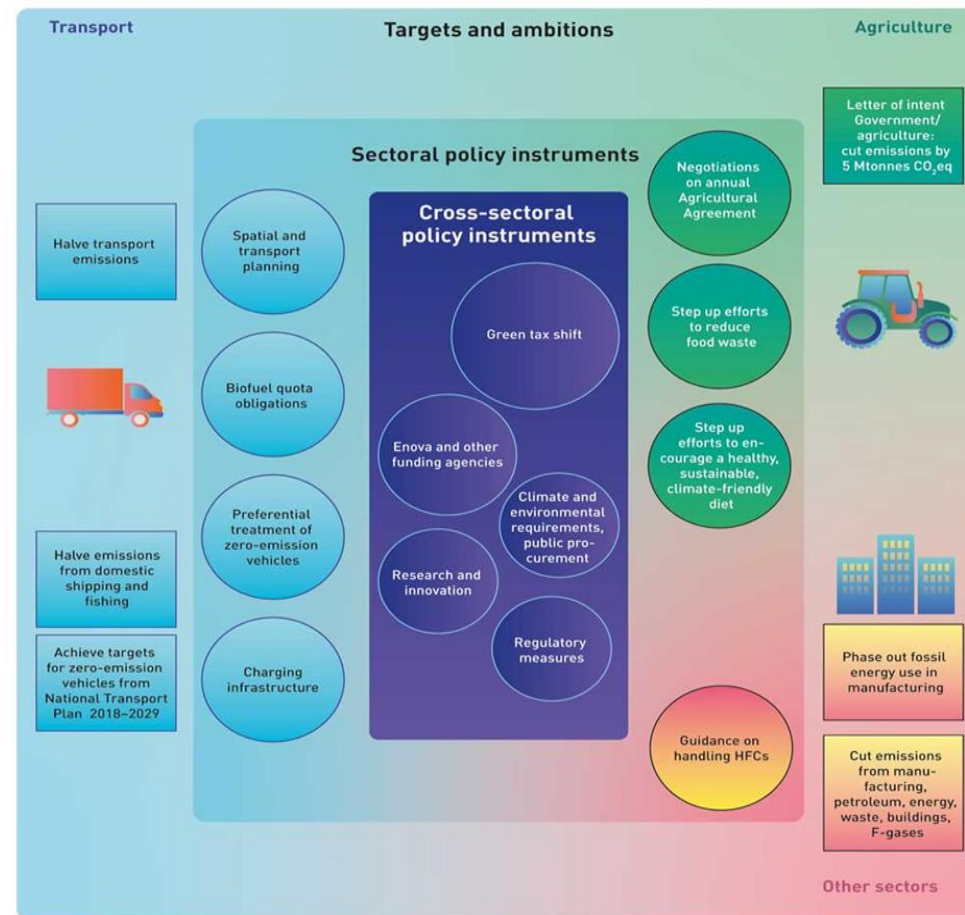 Transport
Targets and ambitions
Agriculture
Letter of intent
Government/
agriculture:
cut emissions by
5 Mtonnes CO₂eq
Sectoral policy instruments
Negotiations
on annual
Agricultural
Agreement
Cross-sectoral
policy instruments
Halve transport
emissions
Spatial and
transport
planning
Green tax shift
Step up efforts
to reduce
food waste
Biofuel quota
obligations
Enova and other
funding agencies
Step up
efforts to en-
courage a healthy,
sustainable,
climate-friendly
diet
Climate and
environmental
requirements,
public pro-
curement
Preferential
treatment of
zero-emission
vehicles
Halve emissions
from domestic
shipping and
fishing
Research and
innovation
Regulatory
measures
Achieve targets
for zero-emission
vehicles from
National Transport
Plan 2018–2029
Charging
infrastructure
Phase out fossil
energy use in
manufacturing
Guidance on
handling HFCs
Cut emissions
from manu-
facturing,
petroleum, energy,
waste, buildings,
F-gases
Other sectors